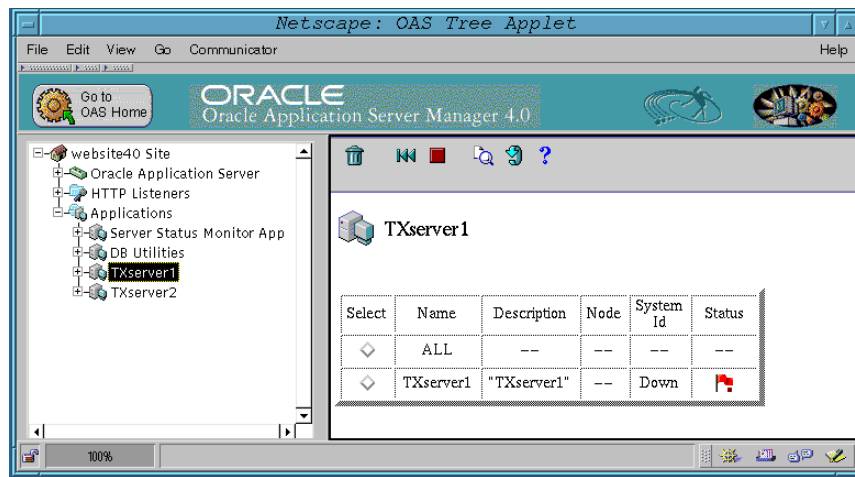 Netscape: OAS Tree Applet
File Edit View Go Communicator Help
Go to
OAS Home
ORACLE
Oracle Application Server Manager 4.0
website40 Site
Oracle Application Server
HTTP Listeners
Applications
Server Status Monitor App
DB Utilities
TXserver1
TXserver2
?
TXserver1
Select Name Description Node System Id Status
ALL -- -- -- --
TXserver1 "TXserver1" -- Down
100%